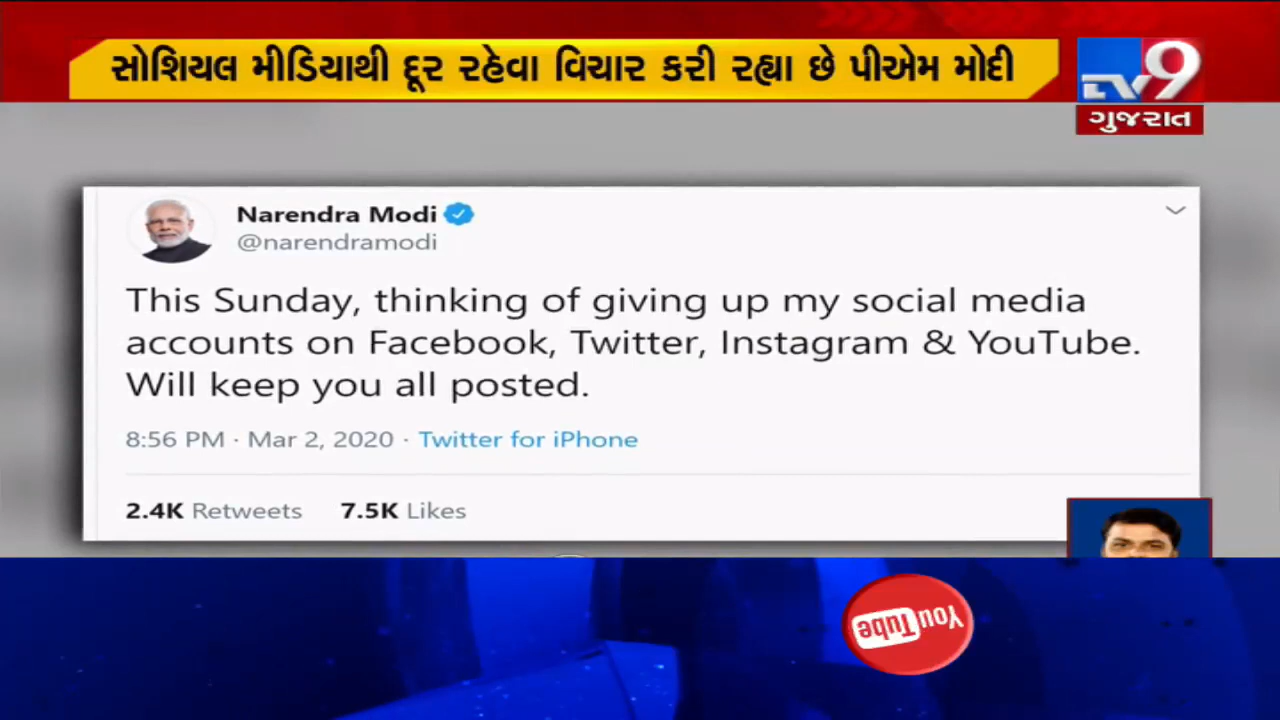 સોશિયલ મીડિયાથી દૂર રહેવા વિચાર કરી રહ્યા છે પીએમ મોદી
TV9
ગુજરાત
Narendra Modi
@narendramodi
This Sunday, thinking of giving up my social media
accounts on Facebook, Twitter, Instagram & YouTube.
Will keep you all posted.
8:56 PM · Mar 2, 2020 · Twitter for iPhone
2.4K Retweets 7.5K Likes
YouTube